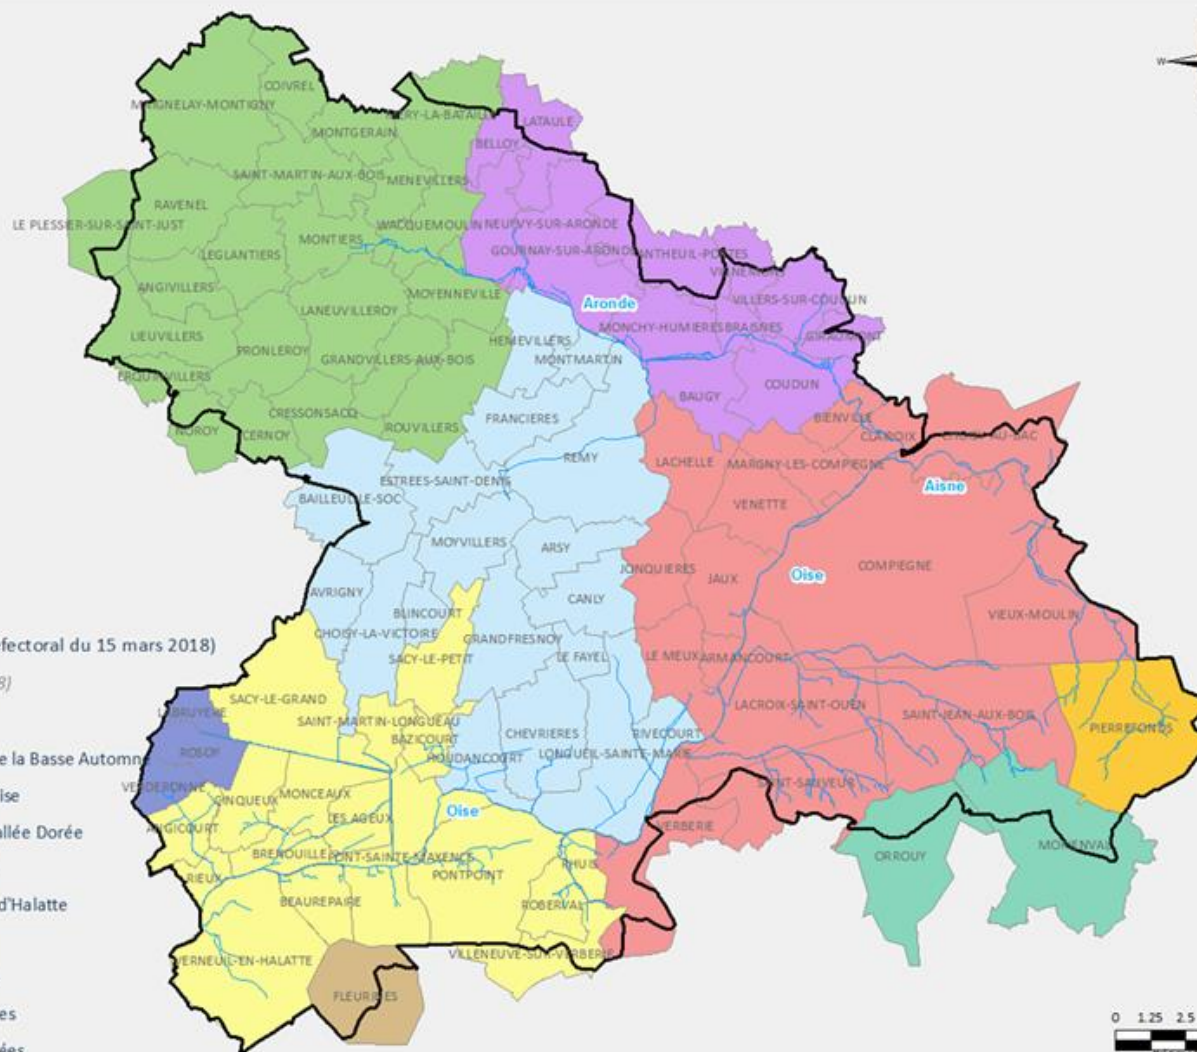 W
COIVREL
MAIGNELAY-MONTIGNY
LATAULE
MONTGERAIN
BELLOY
SAINT-MARTIN-AUX-BOIS
MENEVILLERS
RAVENEL
LE PLESSIER-SUR-SAINT-JUST
WACQUEMOULIN
NEUFVY-SUR-ARONDE
MONTIERS
GOURNAY-SUR-ARONDE
LEGLANTIERS
ANGIVILLERS
MOYENNEVILLE
VILLERS-SUR-COUDUN
Aronde
LANEUVILLEROY
MONCHY-HUMIERES
BRAISNES
GIRAUMONT
LIEUVILLERS
HEMEVILLERS
PRONLEROY
GRANDVILLERS-AUX-BOIS
MONTMARTIN
ERQUINVILLERS
COUDUN
BAUGY
CRESSONSACQ
FRANCIERES
BIENVILLE
NOROY
CERNOY
ROUVILLERS
CLAIROIX
CHOISY-AU-BAC
REMY
LACHELLE
MARGNY-LES-COMPIEGNE
ESTREES-SAINT-DENIS
Aisne
BAILLEUL-LE-SOC
VENETTE
MOYVILLERS
ARSY
JONQUIERES
JAUX
Oise
COMPIEGNE
AVRIGNY
CANLY
BLINCOURT
VIEUX-MOULIN
CHOISY-LA-VICTOIRE
GRANDFRESNOY
fectoral du 15 mars 2018)
SACY-LE-PETIT
LE FAYEL
LE MEUX
ARMANCOURT
8)
SACY-LE-GRAND
LACROIX-SAINT-OUEN
LABRUYERE
SAINT-JEAN-AUX-BOIS
SAINT-MARTIN-LONGUEAU
PIERREFONDS
BAZICOURT
CHEVRIERES
RIVECOURT
ROSOY
e la Basse Automne
HOUDANCOURT
LONGUEIL-SAINTE-MARIE
VERDERONNE
SAINT-SAUVEUR
ise
CINQUEUX
MONCEAUX
Oise
LES AGEUX
ANGICOURT
VERBERIE
allée Dorée
BRENOUILLE
PONT-SAINTE-MAXENCE
ORROUY
MORIENVAL
RHUIS
RIEUX
PONTPOINT
d'Halatte
BEAUREPAIRE
ROBERVAL
VERNEUIL-EN-HALATTE
VILLENEUVE-SUR-VERBERIE
FLEURINES
es
0 1.25 2.5
ées